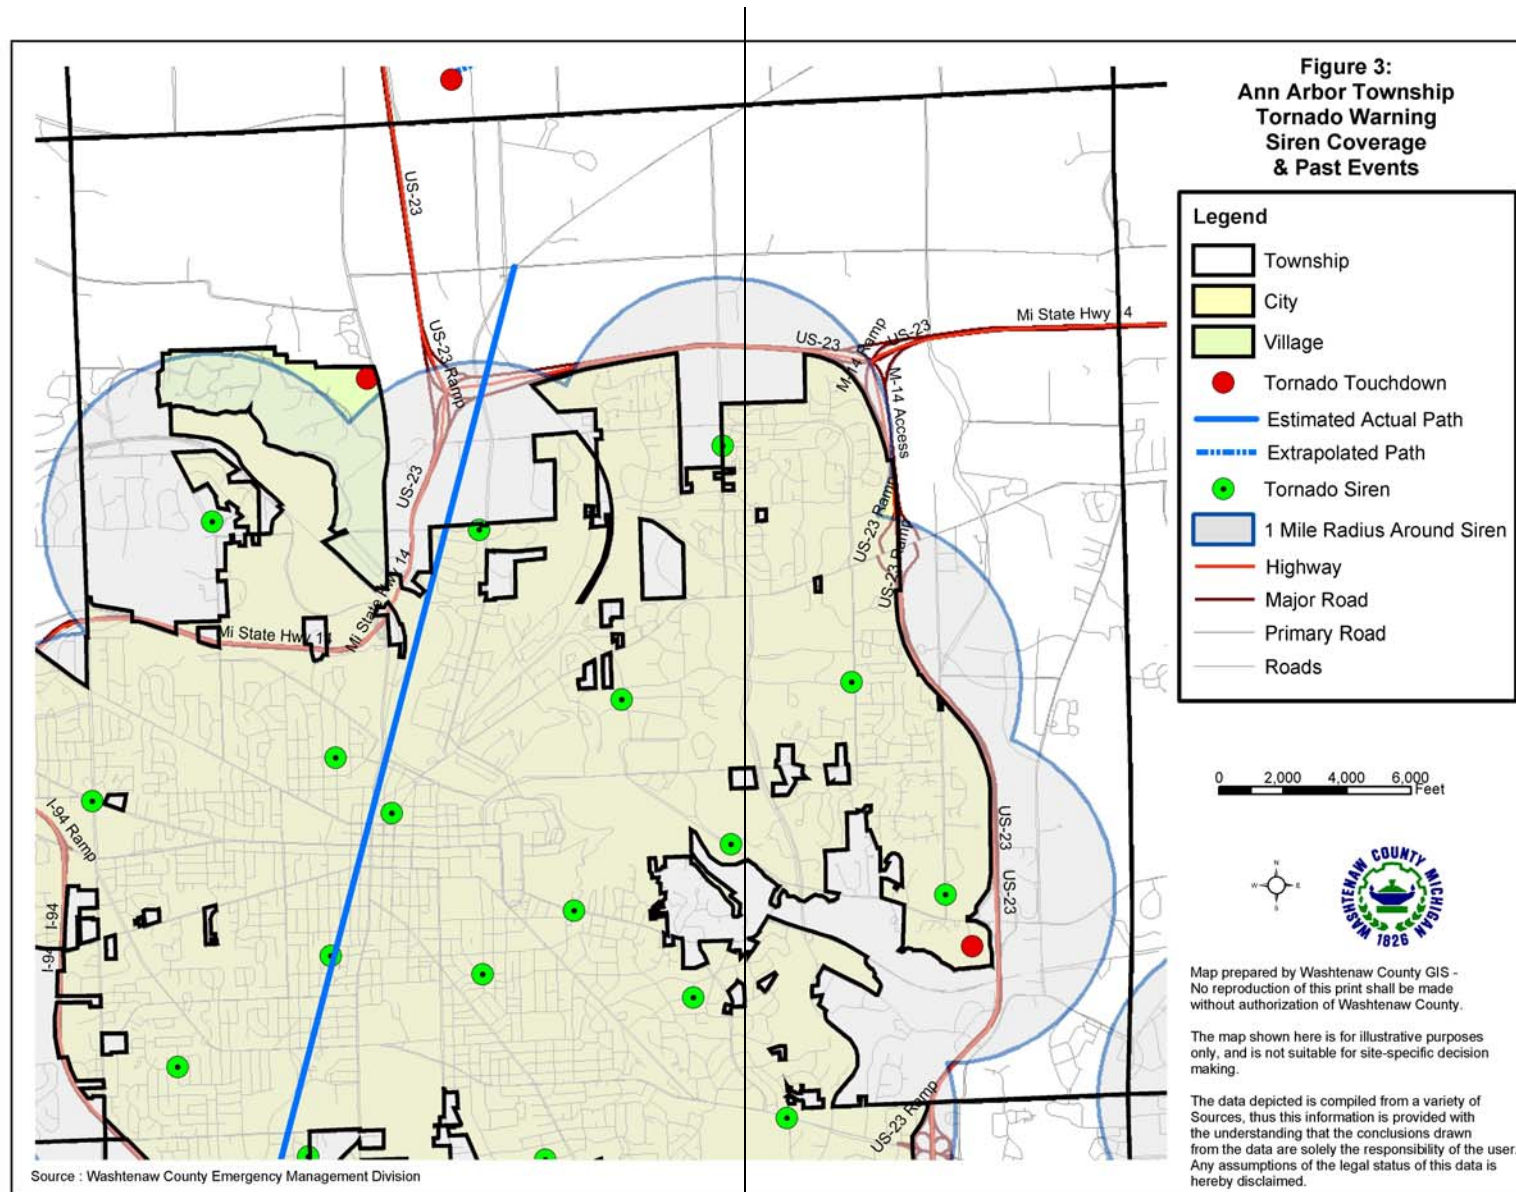 Figure 3:
Ann Arbor Township
Tornado Warning
Siren Coverage
& Past Events
Legend
Township
City
Village
Tornado Touchdown
Estimated Actual Path
Extrapolated Path
Tornado Siren
1 Mile Radius Around Siren
Highway
Major Road
Primary Road
Roads
US-23
US-23 Ramp
US-23
US-23
M-14 Ramp
US-23
Mi State Hwy 14
M-14 Access
US-23 Ramp
US-23 Ramp
US-23 Ramp
Mi State Hwy 14
Mi State Hwy 14
Mi State Hwy 14
I-94 Ramp
I-94
I-94
US-23
US-23
US-23 Ramp
0 2,000 4,000 6,000
Feet
N
W E
S
WASHTENAW COUNTY MICHIGAN
1826
Map prepared by Washtenaw County GIS -
No reproduction of this print shall be made
without authorization of Washtenaw County.
The map shown here is for illustrative purposes
only, and is not suitable for site-specific decision
making.
The data depicted is compiled from a variety of
Sources, thus this information is provided with
the understanding that the conclusions drawn
from the data are solely the responsibility of the user.
Any assumptions of the legal status of this data is
hereby disclaimed.
Source : Washtenaw County Emergency Management Division